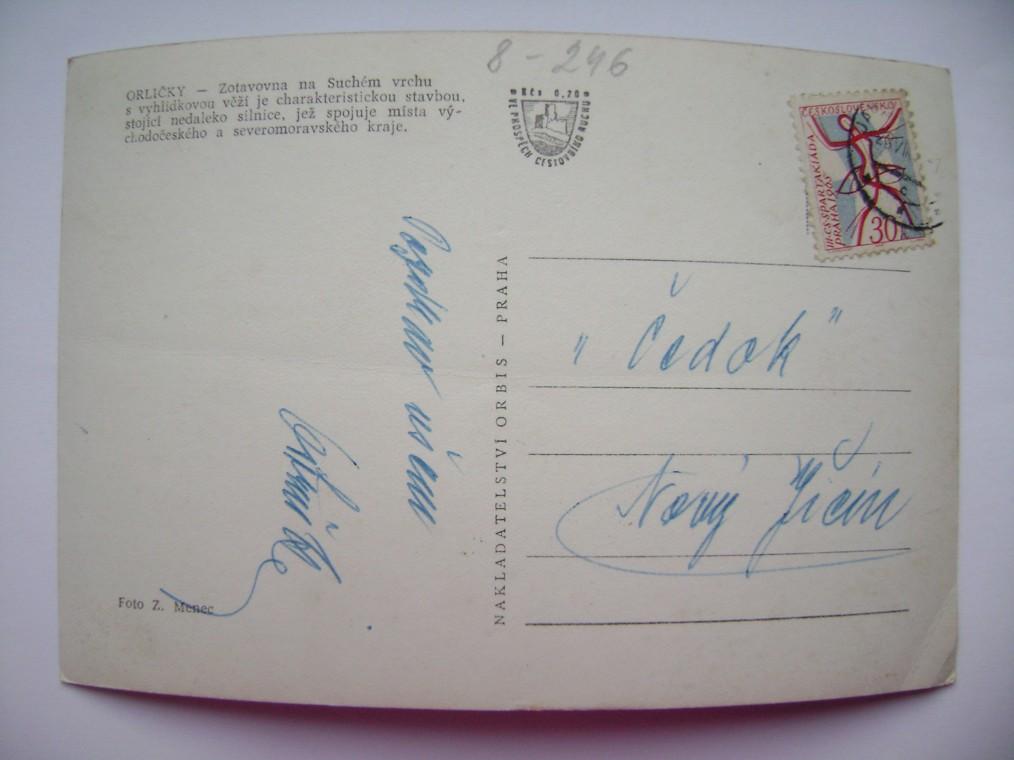 8-246
ORLIČKY — Zotavovna na Suchém vrchu
s vyhlídkovou věží je charakteristickou stavbou,
stojící nedaleko silnice, jež spojuje místa vý-
chodočeského a severomoravského kraje.
Kčs 0,20
VE PROSPĚCH CESTOVNÍHO RUCHU
ČESKOSLOVENSKO
III. CS. SPARTAKIÁDA
PRAHA 1965
30
Pozdrav všem
NAKLADATELSTVÍ ORBIS – PRAHA
„Čedok"
Nový Jičín
Foto Z. Menec